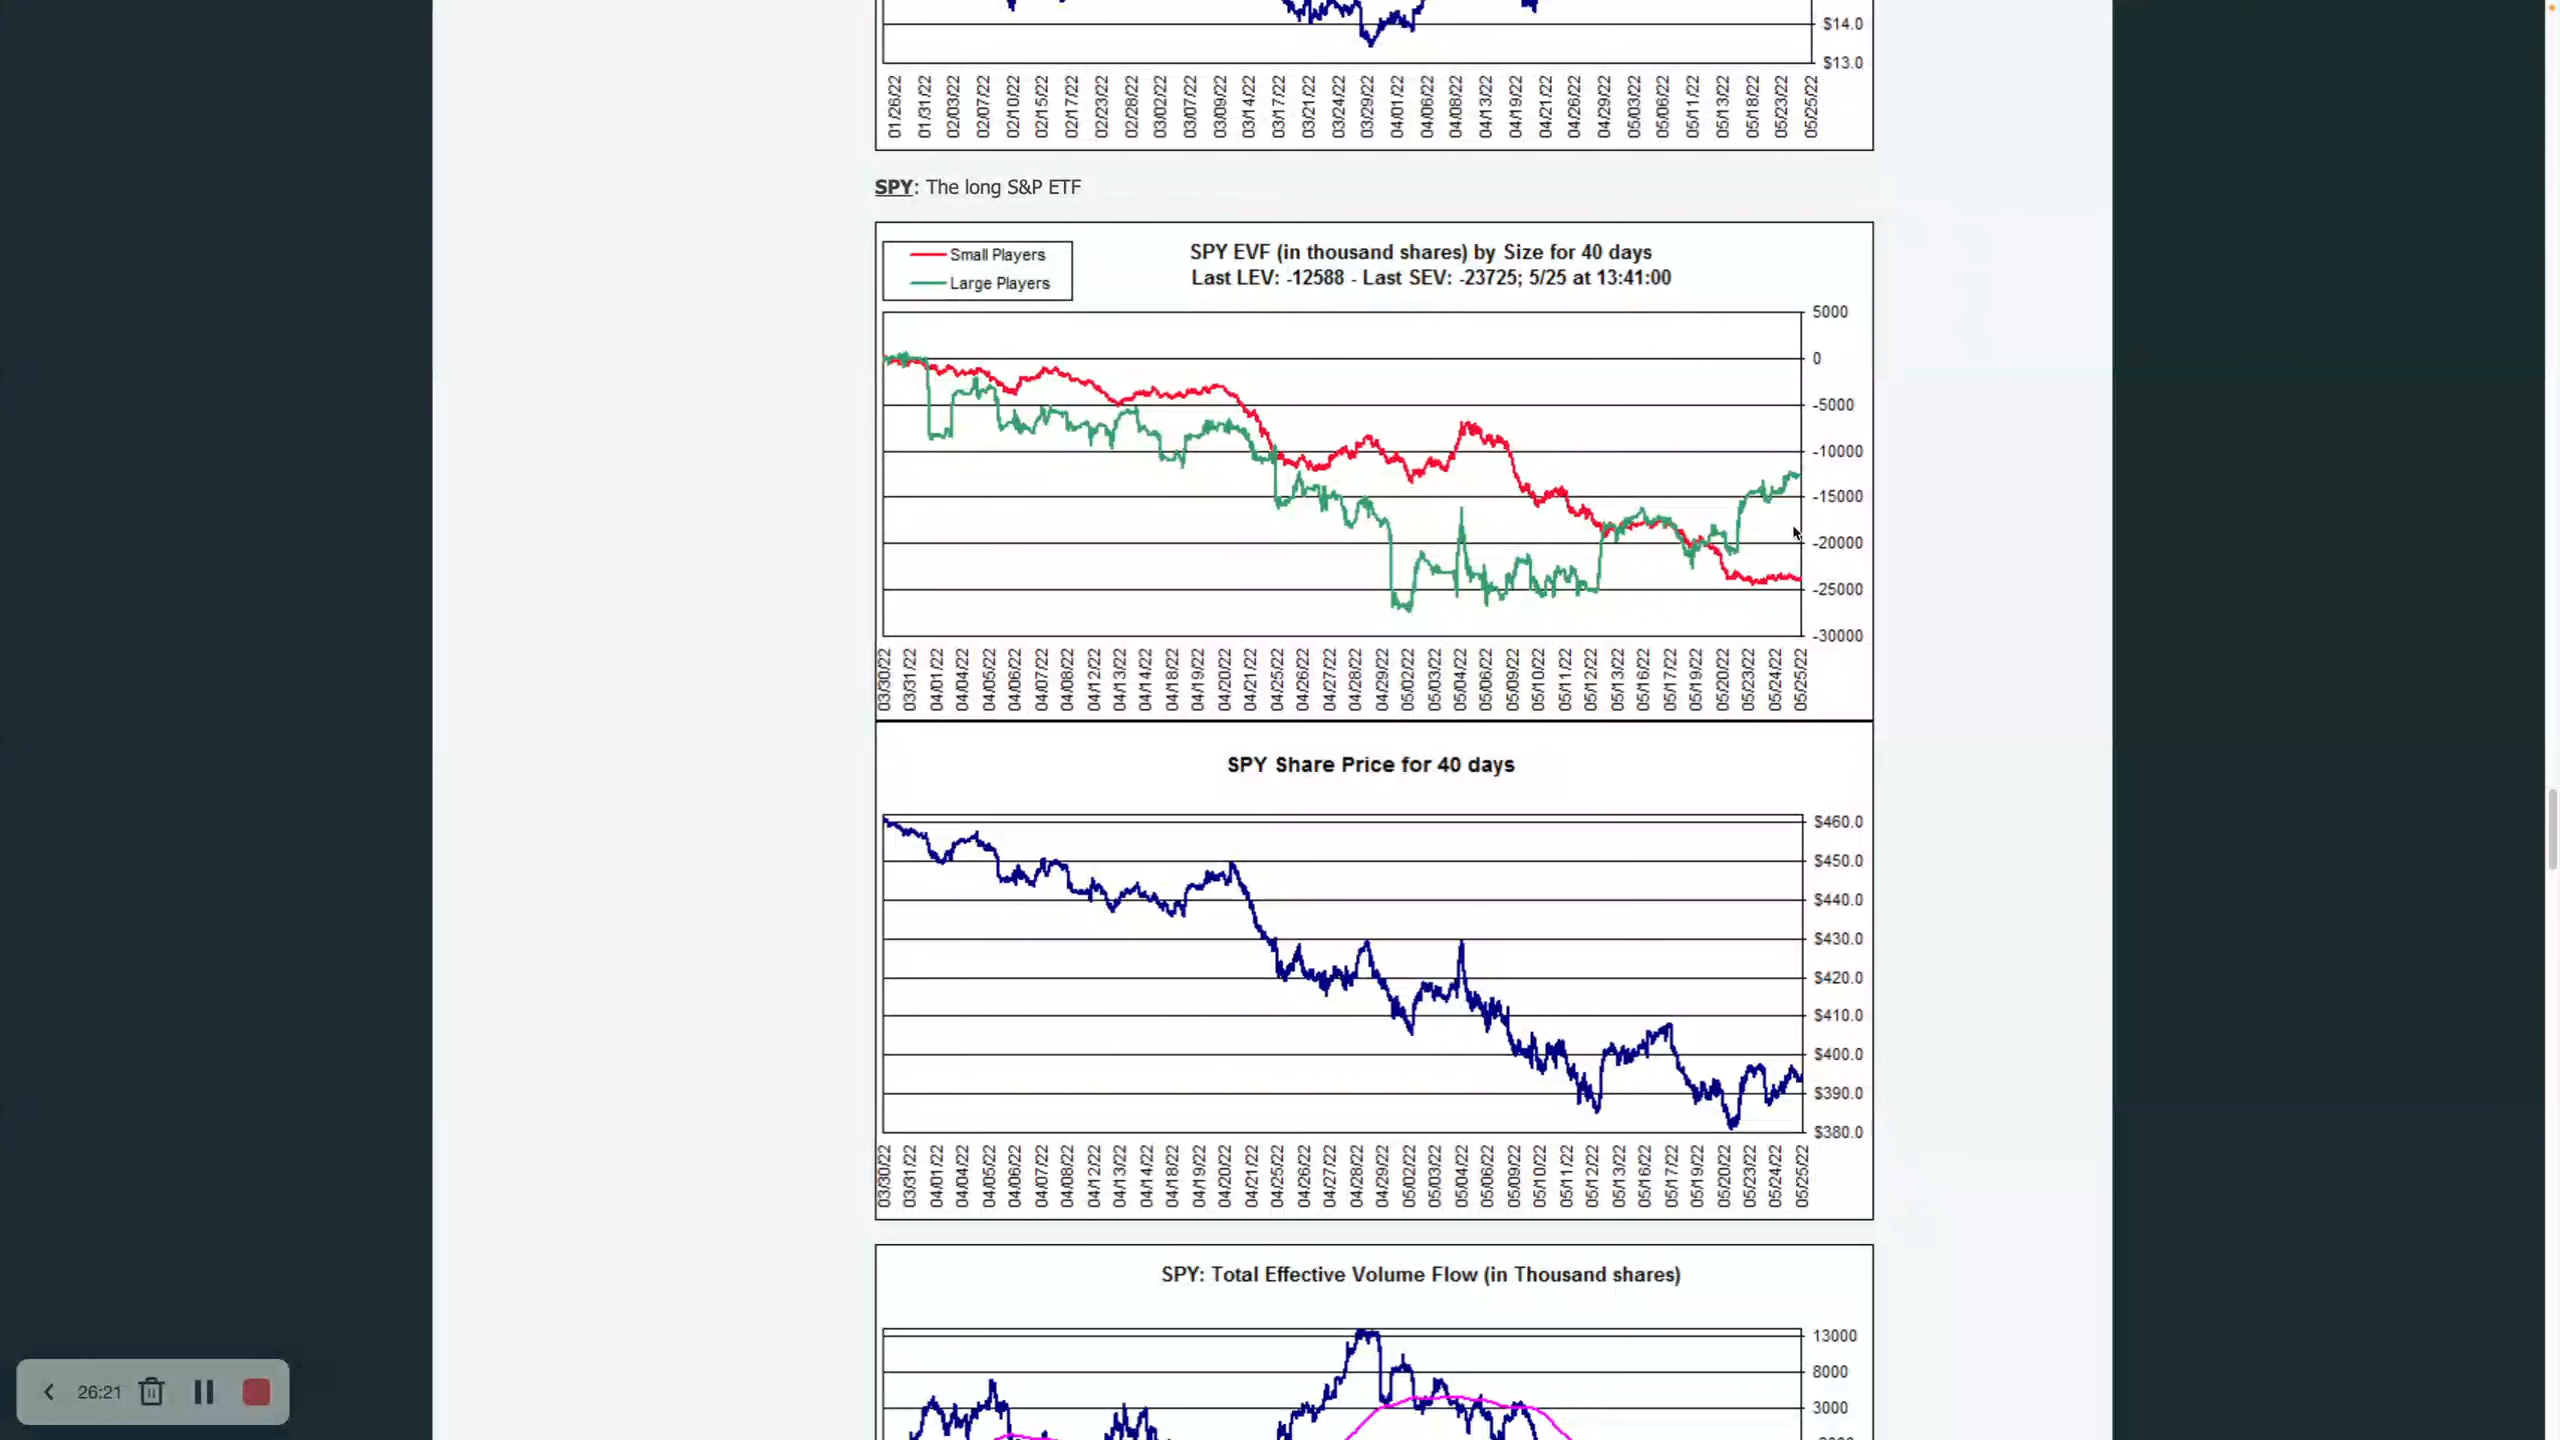 $14.0
$13.0
01/26/22 01/31/22 02/03/22 02/07/22 02/10/22 02/15/22 02/17/22 02/23/22 02/28/22 03/02/22 03/07/22 03/09/22 03/14/22 03/17/22 03/21/22 03/24/22 03/29/22 04/01/22 04/06/22 04/08/22 04/13/22 04/19/22 04/21/22 04/26/22 04/29/22 05/03/22 05/06/22 05/11/22 05/13/22 05/18/22 05/23/22 05/25/22
SPY: The long S&P ETF
Small Players
Large Players
SPY EVF (in thousand shares) by Size for 40 days
Last LEV: -12588 - Last SEV: -23725; 5/25 at 13:41:00
5000
0
-5000
-10000
-15000
-20000
-25000
-30000
03/30/22 03/31/22 04/01/22 04/04/22 04/05/22 04/06/22 04/07/22 04/08/22 04/12/22 04/13/22 04/14/22 04/18/22 04/19/22 04/20/22 04/21/22 04/25/22 04/26/22 04/27/22 04/28/22 04/29/22 05/02/22 05/03/22 05/04/22 05/06/22 05/09/22 05/10/22 05/11/22 05/12/22 05/13/22 05/16/22 05/17/22 05/19/22 05/20/22 05/23/22 05/24/22 05/25/22
SPY Share Price for 40 days
$460.0
$450.0
$440.0
$430.0
$420.0
$410.0
$400.0
$390.0
$380.0
03/30/22 03/31/22 04/01/22 04/04/22 04/05/22 04/06/22 04/07/22 04/08/22 04/12/22 04/13/22 04/14/22 04/18/22 04/19/22 04/20/22 04/21/22 04/25/22 04/26/22 04/27/22 04/28/22 04/29/22 05/02/22 05/03/22 05/04/22 05/06/22 05/09/22 05/10/22 05/11/22 05/12/22 05/13/22 05/16/22 05/17/22 05/19/22 05/20/22 05/23/22 05/24/22 05/25/22
SPY: Total Effective Volume Flow (in Thousand shares)
13000
8000
3000
26:21